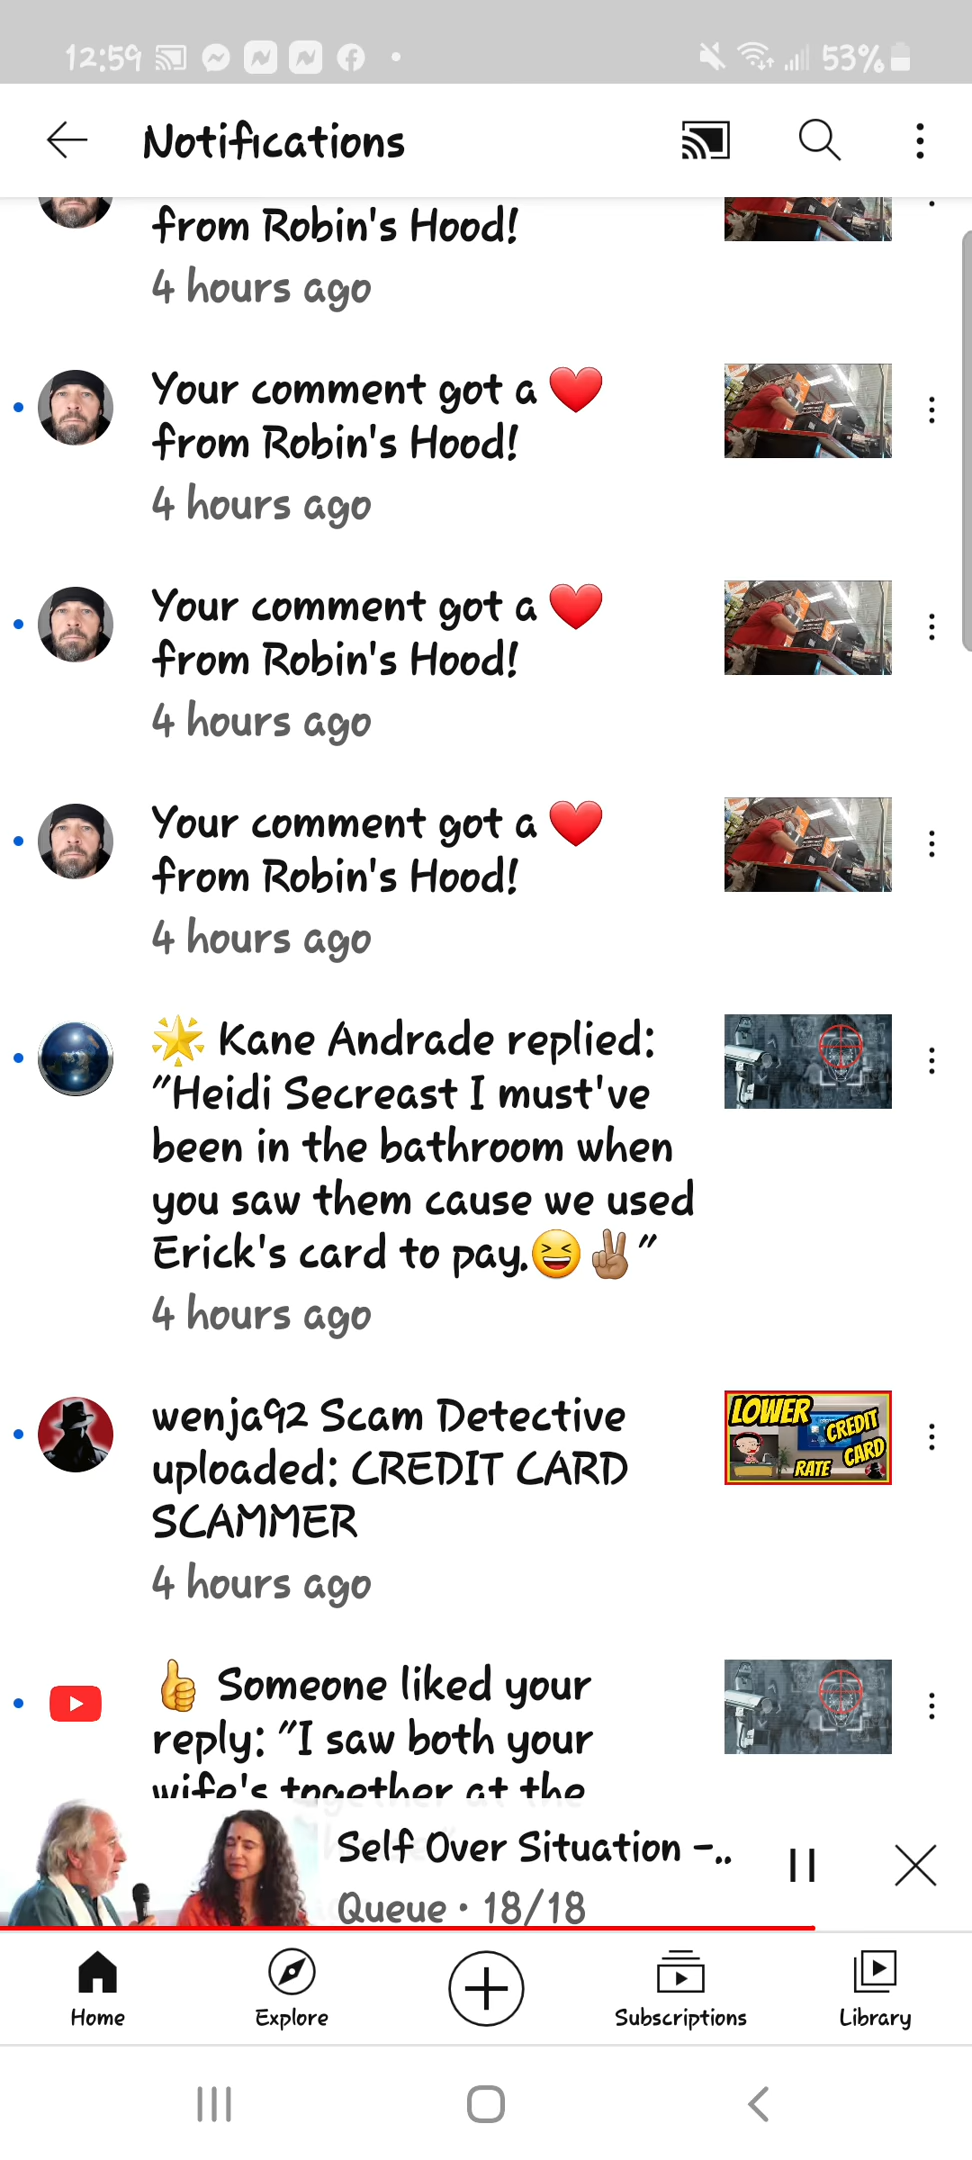 12:59 53%
Notifications
from Robin's Hood!
4 hours ago
Your comment got a ❤️
from Robin's Hood!
4 hours ago
Your comment got a ❤️
from Robin's Hood!
4 hours ago
Your comment got a ❤️
from Robin's Hood!
4 hours ago
🌟 Kane Andrade replied:
"Heidi Secreast I must've
been in the bathroom when
you saw them cause we used
Erick's card to pay.😆✌🏽"
4 hours ago
wenja92 Scam Detective
uploaded: CREDIT CARD
SCAMMER
4 hours ago
LOWER
CREDIT
CARD
RATE
👍 Someone liked your
reply: "I saw both your
wife's together at the
Self Over Situation –..
Queue • 18/18
Home
Explore
Subscriptions
Library